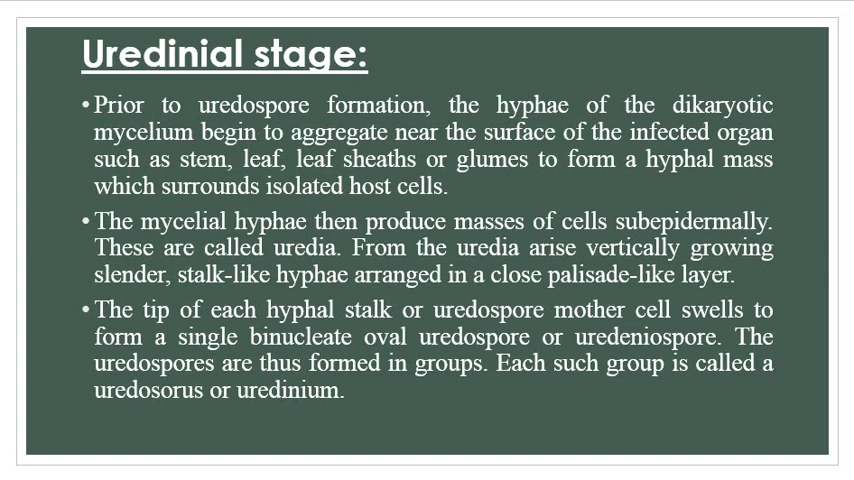 Uredinial stage:
•Prior to uredospore formation, the hyphae of the dikaryotic
mycelium begin to aggregate near the surface of the infected organ
such as stem, leaf, leaf sheaths or glumes to form a hyphal mass
which surrounds isolated host cells.
•The mycelial hyphae then produce masses of cells subepidermally.
These are called uredia. From the uredia arise vertically growing
slender, stalk-like hyphae arranged in a close palisade-like layer.
•The tip of each hyphal stalk or uredospore mother cell swells to
form a single binucleate oval uredospore or uredeniospore. The
uredospores are thus formed in groups. Each such group is called a
uredosorus or uredinium.